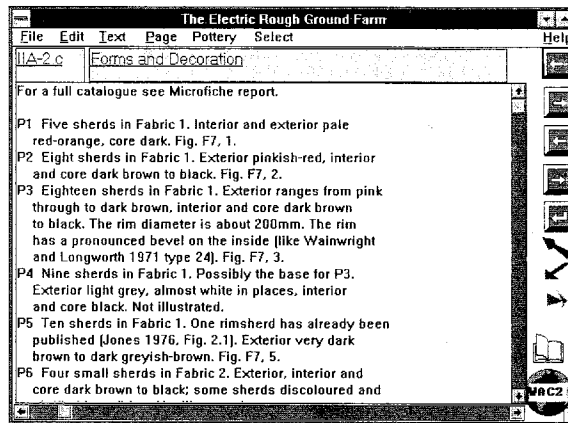 The Electric Rough Ground Farm
File Edit Text Page Pottery Select Help
IIA-2.c Forms and Decoration
For a full catalogue see Microfiche report.
P1 Five sherds in Fabric 1. Interior and exterior pale
red-orange, core dark. Fig. F7, 1.
P2 Eight sherds in Fabric 1. Exterior pinkish-red, interior
and core dark brown to black. Fig. F7, 2.
P3 Eighteen sherds in Fabric 1. Exterior ranges from pink
through to dark brown, interior and core dark brown
to black. The rim diameter is about 200mm. The rim
has a pronounced bevel on the inside (like Wainwright
and Longworth 1971 type 24). Fig. F7, 3.
P4 Nine sherds in Fabric 1. Possibly the base for P3.
Exterior light grey, almost white in places, interior
and core black. Not illustrated.
P5 Ten sherds in Fabric 1. One rimsherd has already been
published (Jones 1976, Fig. 2.1). Exterior very dark
brown to dark greyish-brown. Fig. F7, 5.
P6 Four small sherds in Fabric 2. Exterior, interior and
core dark brown to black; some sherds discoloured and
WAC2